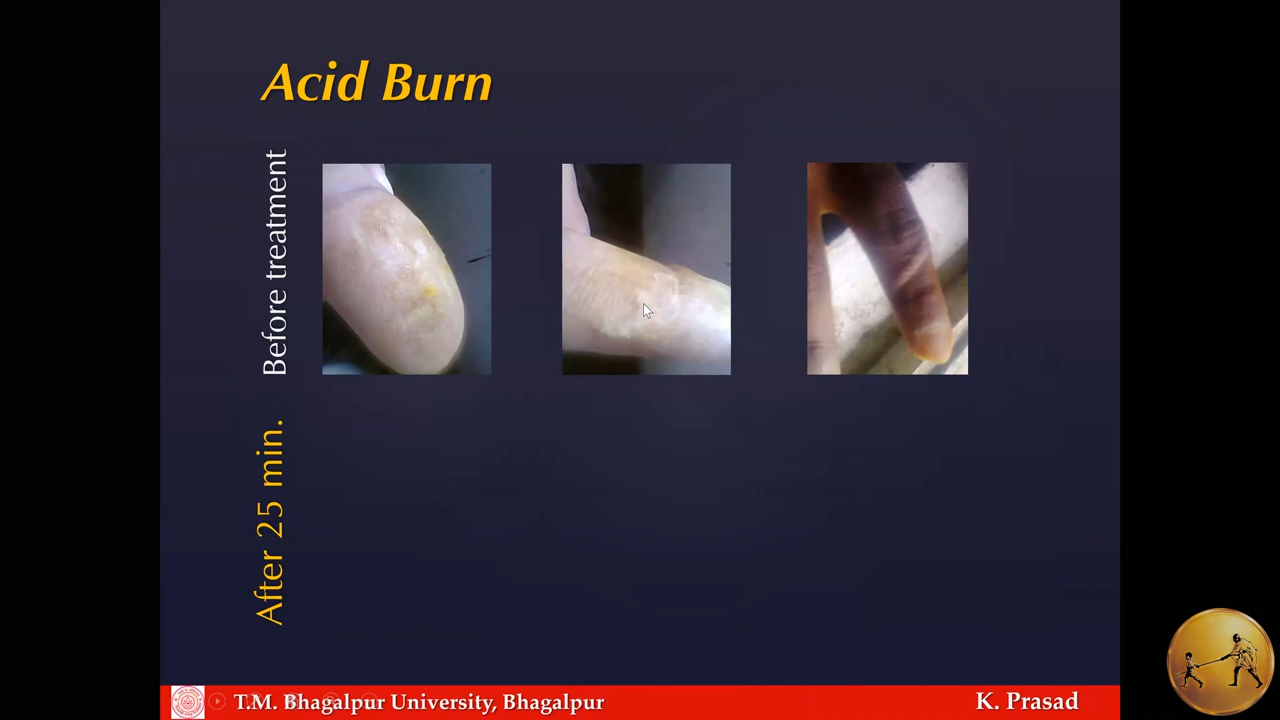 Acid Burn
Before treatment
After 25 min.
T.M. Bhagalpur University, Bhagalpur
K. Prasad